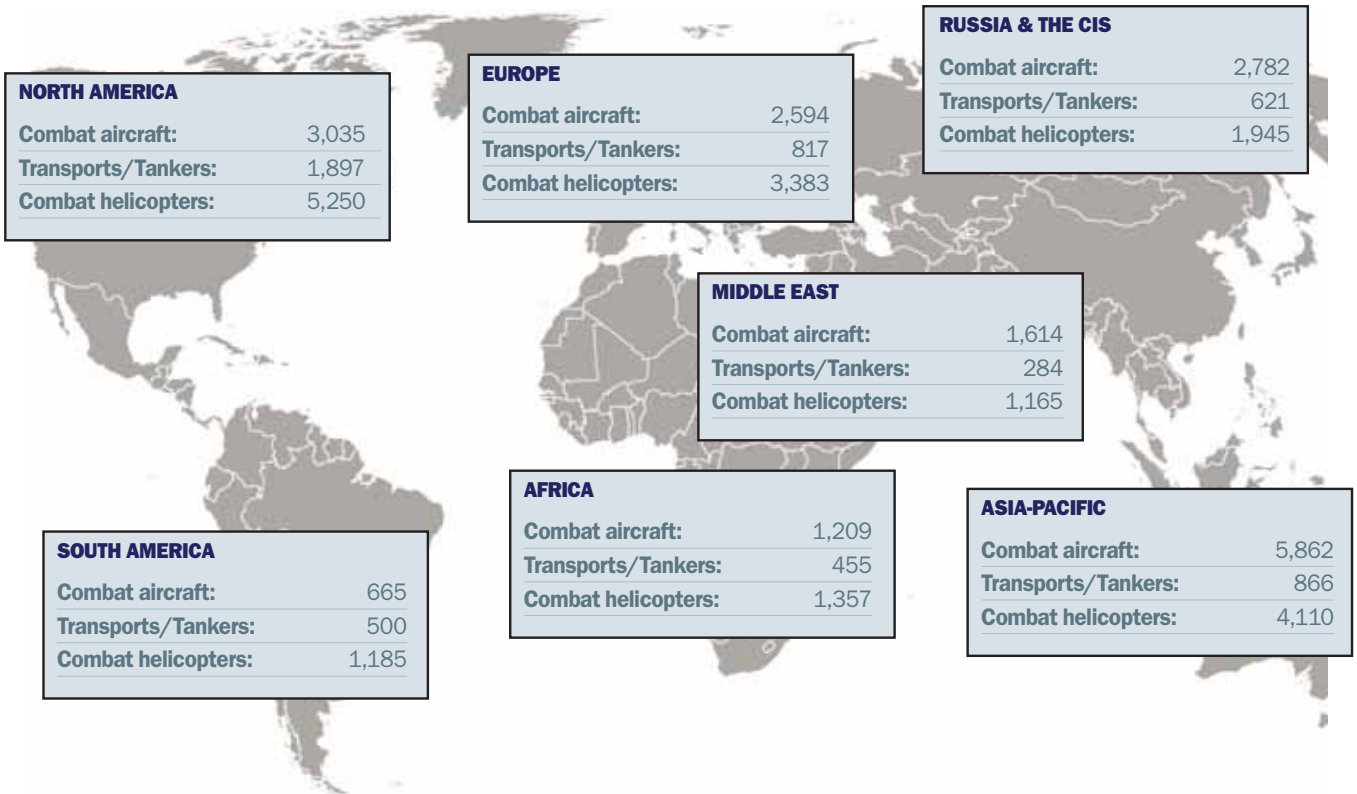 NORTH AMERICA
Combat aircraft: 3,035
Transports/Tankers: 1,897
Combat helicopters: 5,250
EUROPE
Combat aircraft: 2,594
Transports/Tankers: 817
Combat helicopters: 3,383
RUSSIA & THE CIS
Combat aircraft: 2,782
Transports/Tankers: 621
Combat helicopters: 1,945
MIDDLE EAST
Combat aircraft: 1,614
Transports/Tankers: 284
Combat helicopters: 1,165
SOUTH AMERICA
Combat aircraft: 665
Transports/Tankers: 500
Combat helicopters: 1,185
AFRICA
Combat aircraft: 1,209
Transports/Tankers: 455
Combat helicopters: 1,357
ASIA-PACIFIC
Combat aircraft: 5,862
Transports/Tankers: 866
Combat helicopters: 4,110